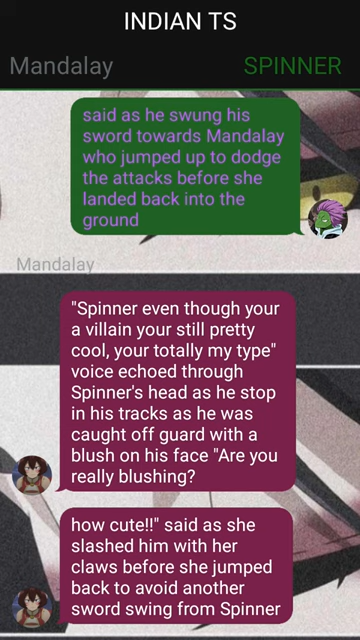 INDIAN TS
Mandalay
SPINNER
said as he swung his
sword towards Mandalay
who jumped up to dodge
the attacks before she
landed back into the
ground
Mandalay
"Spinner even though your
a villain your still pretty
cool, your totally my type"
voice echoed through
Spinner's head as he stop
in his tracks as he was
caught off guard with a
blush on his face "Are you
really blushing?
how cute!!" said as she
slashed him with her
claws before she jumped
back to avoid another
sword swing from Spinner